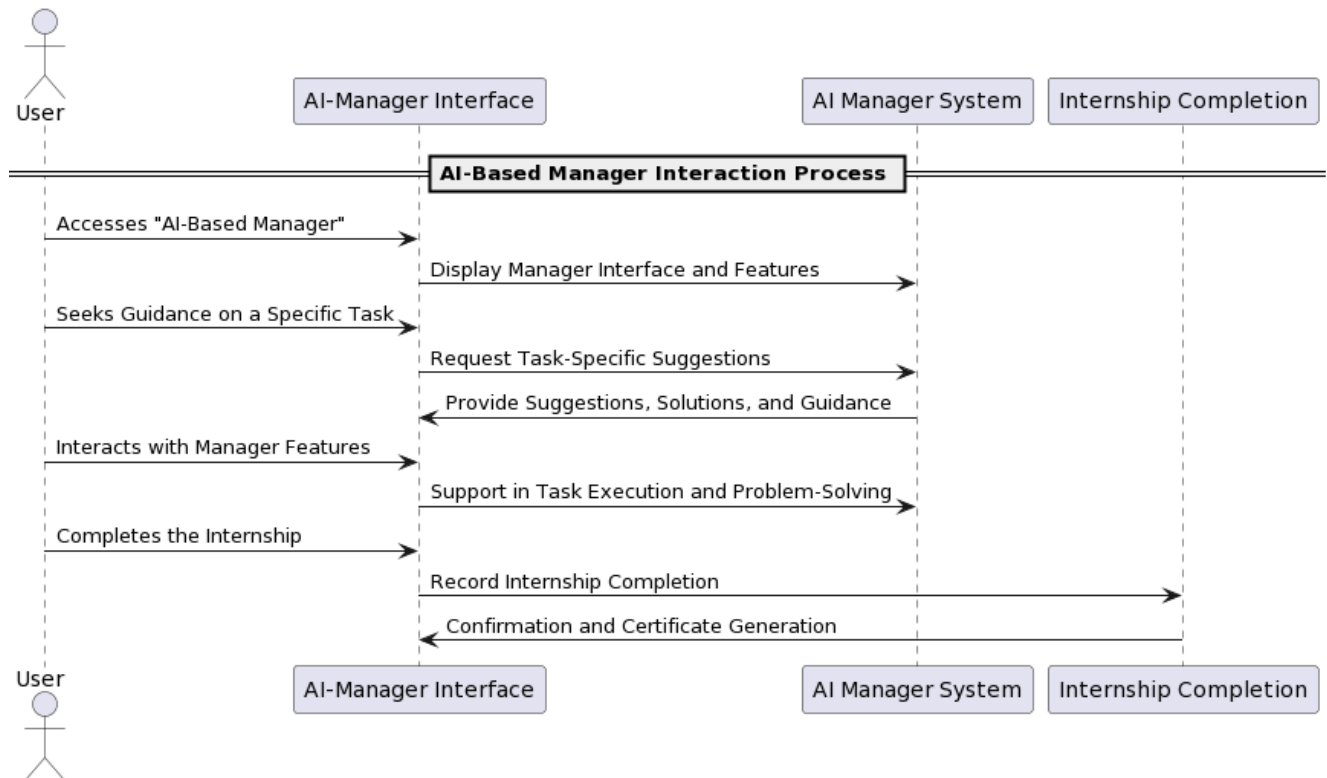 User
AI-Manager Interface
AI Manager System
Internship Completion
AI-Based Manager Interaction Process
Accesses "AI-Based Manager"
Display Manager Interface and Features
Seeks Guidance on a Specific Task
Request Task-Specific Suggestions
Provide Suggestions, Solutions, and Guidance
Interacts with Manager Features
Support in Task Execution and Problem-Solving
Completes the Internship
Record Internship Completion
Confirmation and Certificate Generation
User
AI-Manager Interface
AI Manager System
Internship Completion